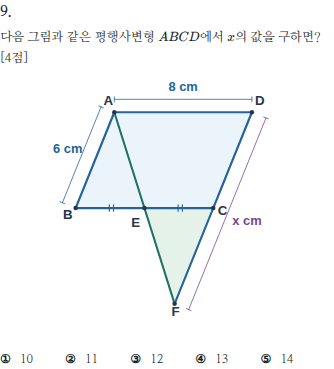 9.
다음 그림과 같은 평행사변형 ABCD에서 x의 값을 구하면?
[4점]
8 cm
A
D
6 cm
B
E
C
x cm
F
① 10 ② 11 ③ 12 ④ 13 ⑤ 14